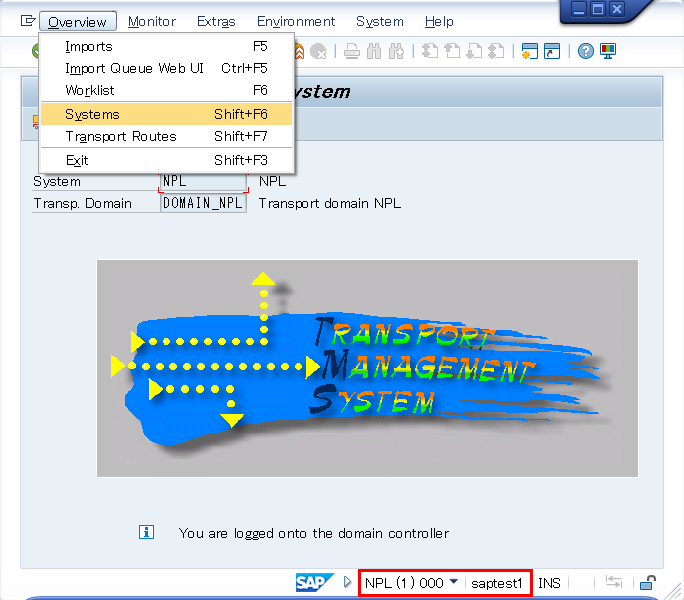 Overview Monitor Extras Environment System Help
Imports F5
Import Queue Web UI Ctrl+F5
Worklist F6
Systems Shift+F6
Transport Routes Shift+F7
Exit Shift+F3
ystem
System NPL NPL
Transp. Domain DOMAIN_NPL Transport domain NPL
TRANSPORT
MANAGEMENT
SYSTEM
You are logged onto the domain controller
SAP NPL (1) 000 saptest1 INS